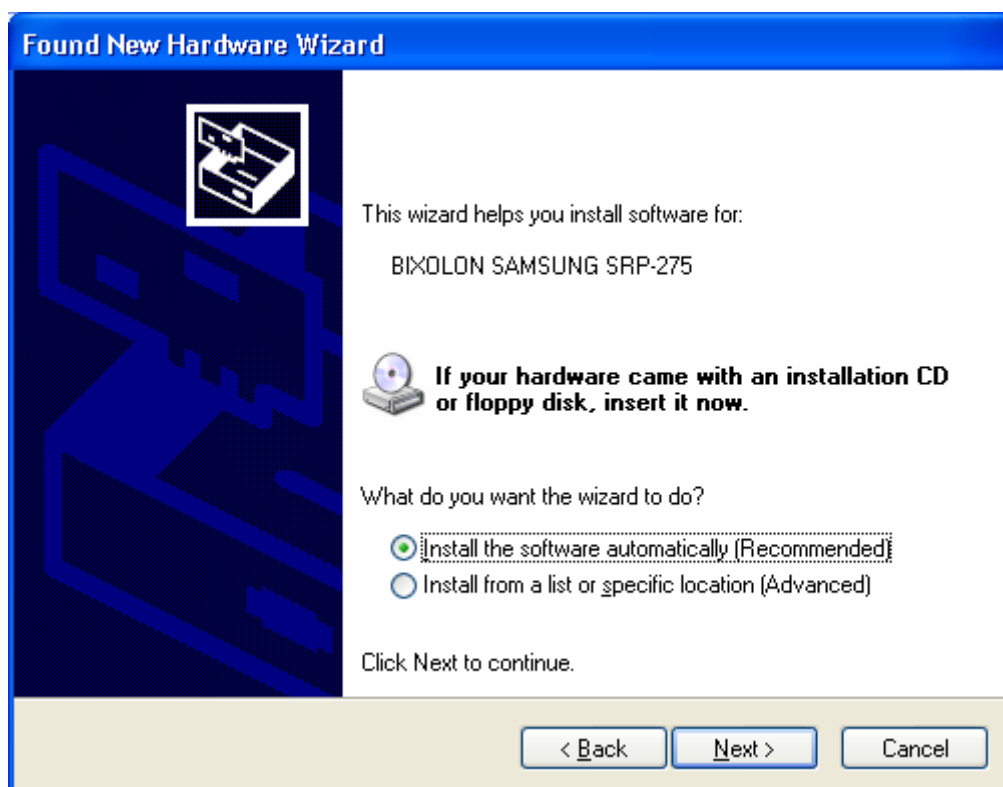 Found New Hardware Wizard
This wizard helps you install software for:
BIXOLON SAMSUNG SRP-275
If your hardware came with an installation CD
or floppy disk, insert it now.
What do you want the wizard to do?
Install the software automatically (Recommended)
Install from a list or specific location (Advanced)
Click Next to continue.
< Back
Next >
Cancel